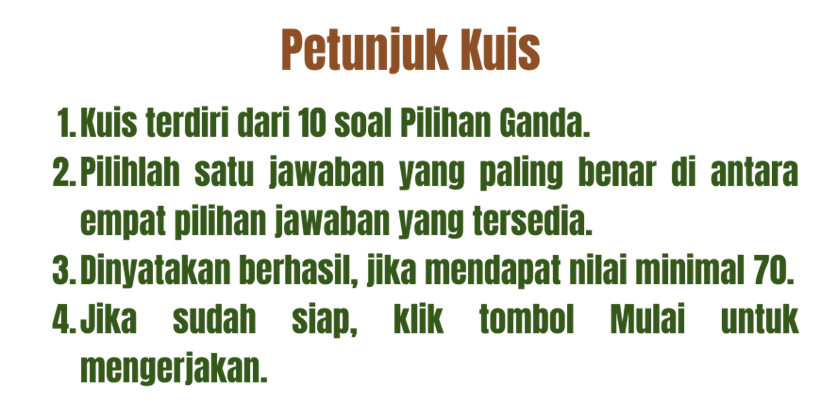 Petunjuk Kuis
1. Kuis terdiri dari 10 soal Pilihan Ganda.
2. Pilihlah satu jawaban yang paling benar di antara
empat pilihan jawaban yang tersedia.
3. Dinyatakan berhasil, jika mendapat nilai minimal 70.
4. Jika sudah siap, klik tombol Mulai untuk
mengerjakan.